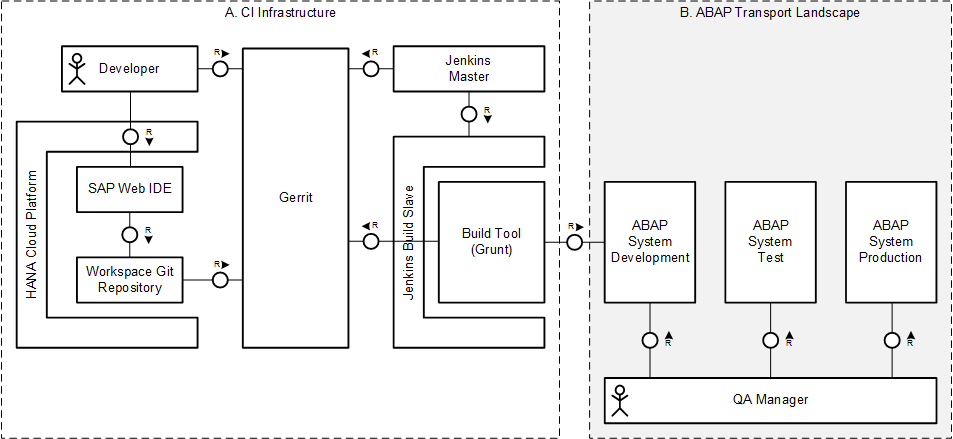 A. CI Infrastructure
B. ABAP Transport Landscape
Developer
R
Gerrit
R
Jenkins
Master
R
R
HANA Cloud Platform
SAP Web IDE
R
Workspace Git
Repository
R
Jenkins Build Slave
R
Build Tool
(Grunt)
R
ABAP
System
Development
ABAP
System
Test
ABAP
System
Production
R
R
R
QA Manager